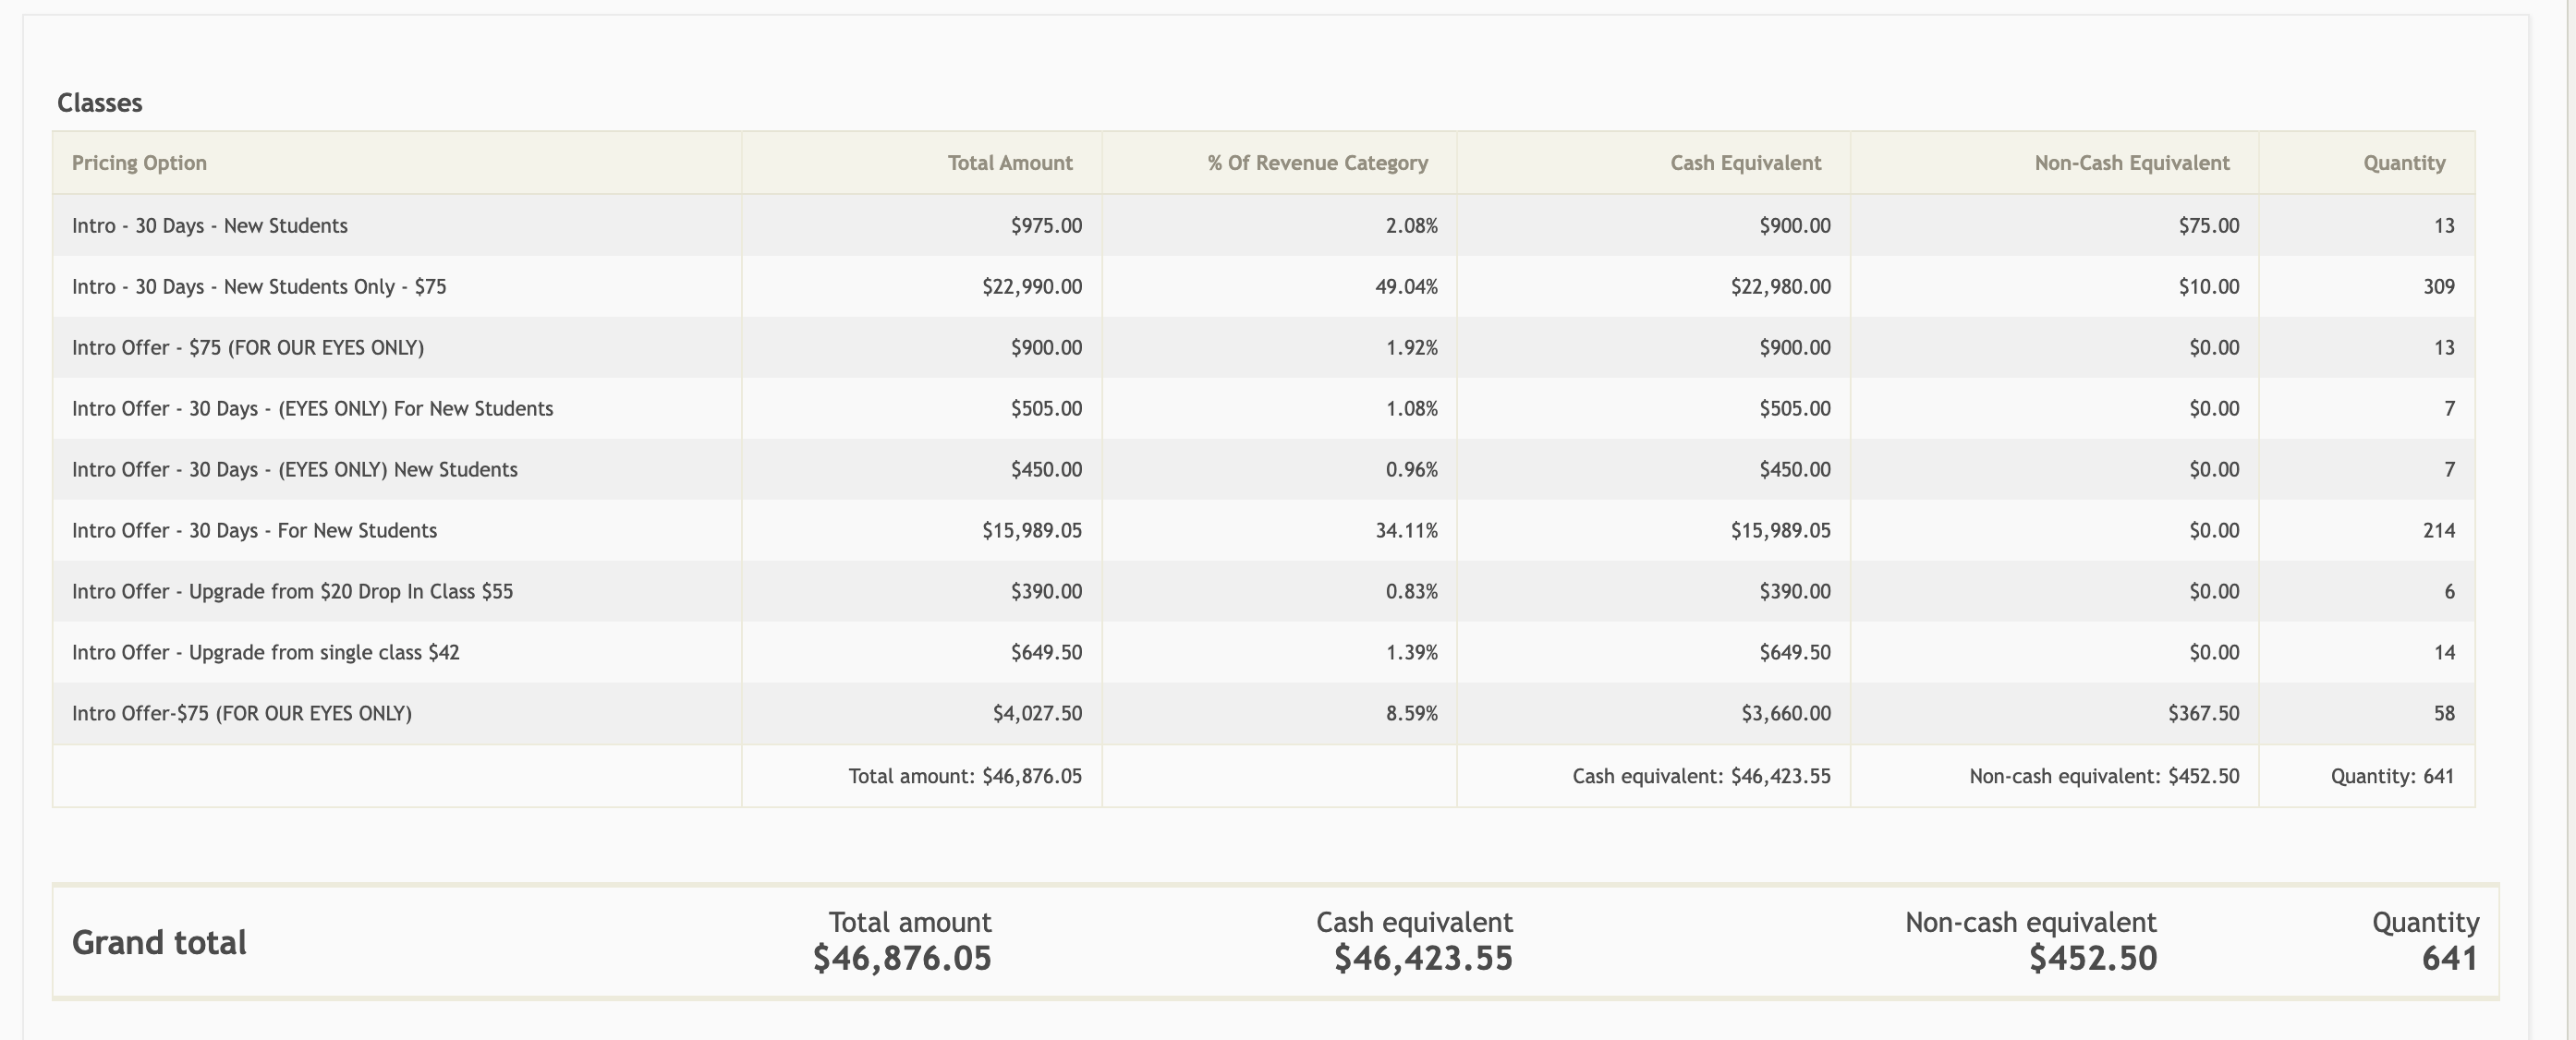 Classes
Pricing Option Total Amount % Of Revenue Category Cash Equivalent Non-Cash Equivalent Quantity
Intro - 30 Days - New Students $975.00 2.08% $900.00 $75.00 13
Intro - 30 Days - New Students Only - $75 $22,990.00 49.04% $22,980.00 $10.00 309
Intro Offer - $75 (FOR OUR EYES ONLY) $900.00 1.92% $900.00 $0.00 13
Intro Offer - 30 Days - (EYES ONLY) For New Students $505.00 1.08% $505.00 $0.00 7
Intro Offer - 30 Days - (EYES ONLY) New Students $450.00 0.96% $450.00 $0.00 7
Intro Offer - 30 Days - For New Students $15,989.05 34.11% $15,989.05 $0.00 214
Intro Offer - Upgrade from $20 Drop In Class $55 $390.00 0.83% $390.00 $0.00 6
Intro Offer - Upgrade from single class $42 $649.50 1.39% $649.50 $0.00 14
Intro Offer-$75 (FOR OUR EYES ONLY) $4,027.50 8.59% $3,660.00 $367.50 58
Total amount: $46,876.05 Cash equivalent: $46,423.55 Non-cash equivalent: $452.50 Quantity: 641
Total amount Cash equivalent Non-cash equivalent Quantity
Grand total
$46,876.05 $46,423.55 $452.50 641